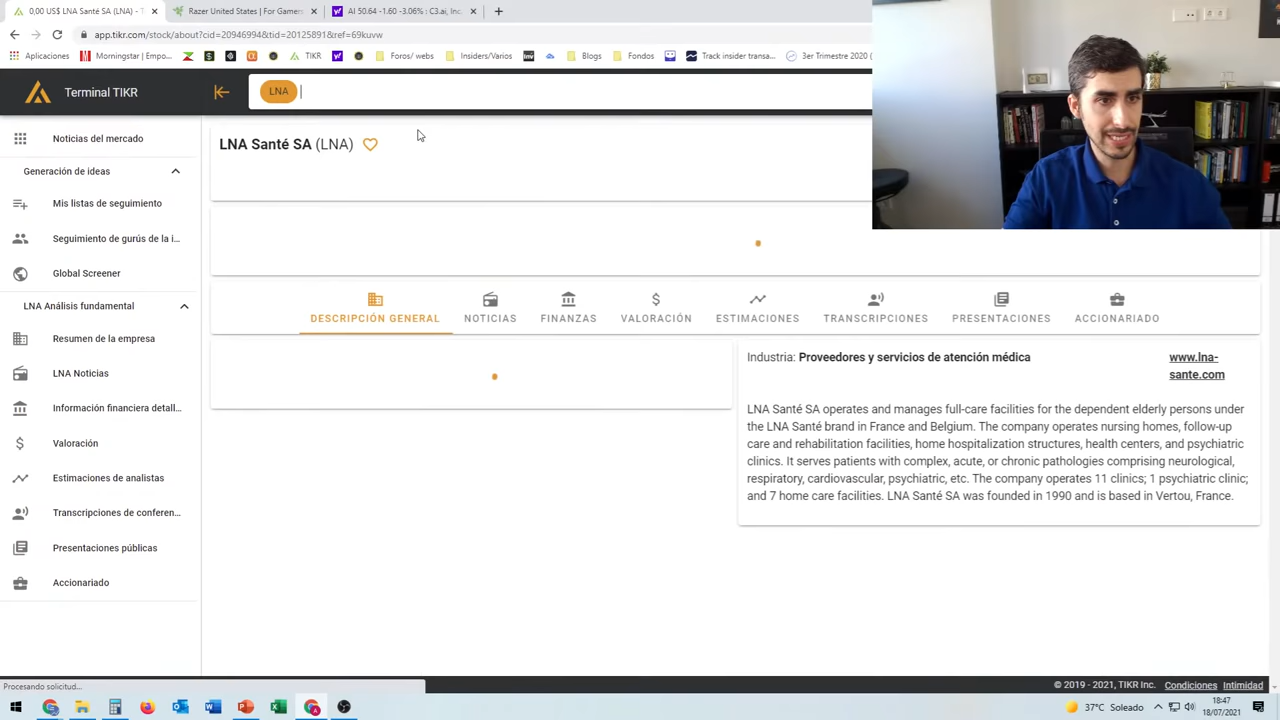 0,00 US$ LNA Santé SA (LNA) - T
Razer United States | For Gamers
AI 50.64 -1.60 -3.06% : C3.ai, Inc.
app.tikr.com/stock/about?cid=20946994&tid=20125891&ref=69kuvw
Aplicaciones
Morningstar | Empo...
TIKR
Foros/ webs
Insiders/Varios
Blogs
Fondos
Track insider transa...
3er Trimestre 2020 (
Terminal TIKR
LNA
Noticias del mercado
Generación de ideas
Mis listas de seguimiento
Seguimiento de gurús de la i...
Global Screener
LNA Análisis fundamental
Resumen de la empresa
LNA Noticias
Información financiera detall...
Valoración
Estimaciones de analistas
Transcripciones de conferen...
Presentaciones públicas
Accionariado
LNA Santé SA (LNA)
DESCRIPCIÓN GENERAL
NOTICIAS
FINANZAS
VALORACIÓN
ESTIMACIONES
TRANSCRIPCIONES
PRESENTACIONES
ACCIONARIADO
Industria: Proveedores y servicios de atención médica
www.lna-
sante.com
LNA Santé SA operates and manages full-care facilities for the dependent elderly persons under
the LNA Santé brand in France and Belgium. The company operates nursing homes, follow-up
care and rehabilitation facilities, home hospitalization structures, health centers, and psychiatric
clinics. It serves patients with complex, acute, or chronic pathologies comprising neurological,
respiratory, cardiovascular, psychiatric, etc. The company operates 11 clinics; 1 psychiatric clinic;
and 7 home care facilities. LNA Santé SA was founded in 1990 and is based in Vertou, France.
Procesando solicitud...
© 2019 - 2021, TIKR Inc.
Condiciones
Intimidad
37°C Soleado
18:47
18/07/2021